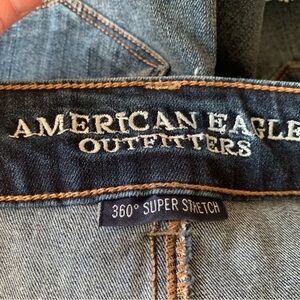 AMERICAN EAGLE
OUTFITTERS
360° SUPER STRETCH